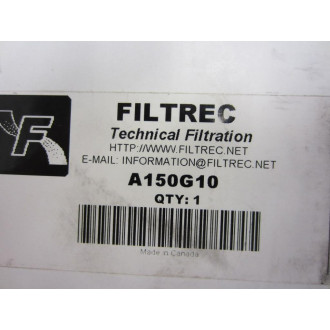 FILTREC
Technical Filtration
HTTP://WWW.FILTREC.NET
E-MAIL: INFORMATION@FILTREC.NET
A150G10
QTY: 1
Made in Canada